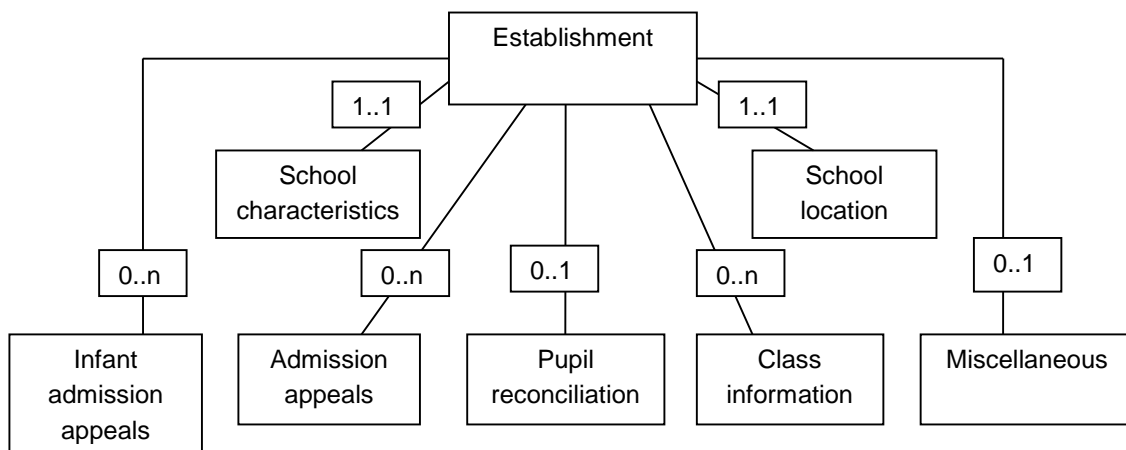 Establishment
1..1
1..1
School
characteristics
School
location
0..n
0..n
0..1
0..n
0..1
Infant
admission
appeals
Admission
appeals
Pupil
reconciliation
Class
information
Miscellaneous